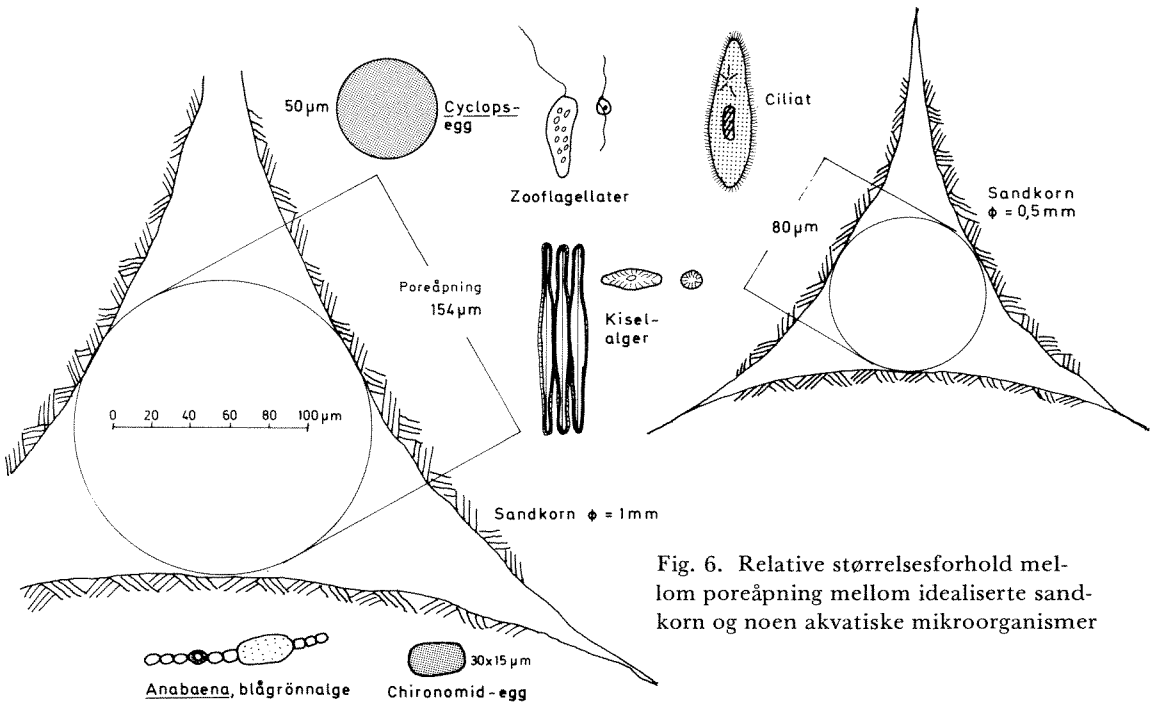 50 µm
Cyclops-
egg
Zooflagellater
Ciliat
Sandkorn
ϕ = 0,5 mm
80 µm
Poreåpning
154 µm
Kisel-
alger
0 20 40 60 80 100 µm
Sandkorn ϕ = 1mm
Fig. 6. Relative størrelsesforhold mel-
lom poreåpning mellom idealiserte sand-
korn og noen akvatiske mikroorganismer
30x15 µm
Anabaena, blågrönnalge
Chironomid-egg